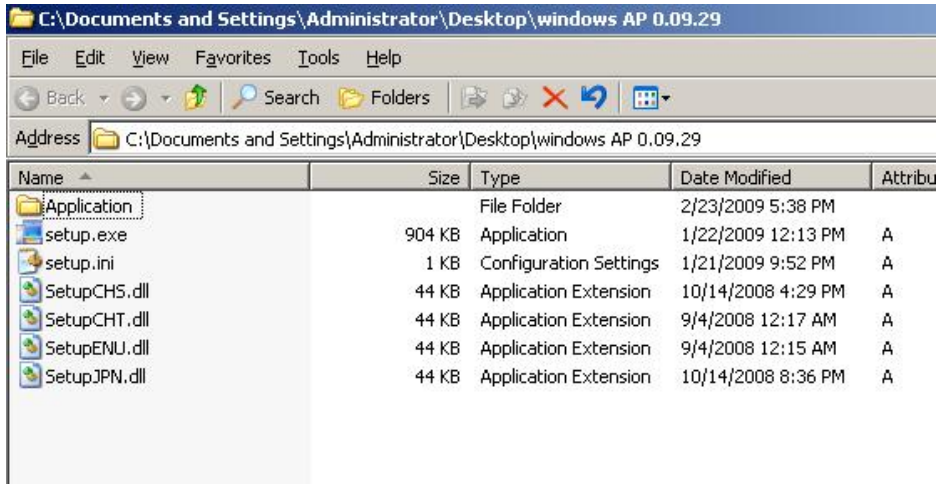 C:\Documents and Settings\Administrator\Desktop\windows AP 0.09.29
File Edit View Favorites Tools Help
Back Search Folders
Address C:\Documents and Settings\Administrator\Desktop\windows AP 0.09.29
Name Size Type Date Modified Attribu
Application File Folder 2/23/2009 5:38 PM
setup.exe 904 KB Application 1/22/2009 12:13 PM A
setup.ini 1 KB Configuration Settings 1/21/2009 9:52 PM A
SetupCHS.dll 44 KB Application Extension 10/14/2008 4:29 PM A
SetupCHT.dll 44 KB Application Extension 9/4/2008 12:17 AM A
SetupENU.dll 44 KB Application Extension 9/4/2008 12:15 AM A
SetupJPN.dll 44 KB Application Extension 10/14/2008 8:36 PM A